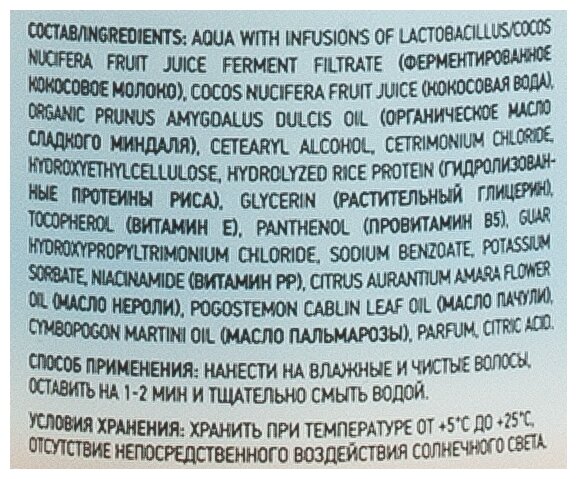 СОСТАВ/INGREDIENTS: AQUA WITH INFUSIONS OF LACTOBACILLUS/COCOS
NUCIFERA FRUIT JUICE FERMENT FILTRATE (ФЕРМЕНТИРОВАННОЕ
КОКОСОВОЕ МОЛОКО), COCOS NUCIFERA FRUIT JUICE (КОКОСОВАЯ ВОДА),
ORGANIC PRUNUS AMYGDALUS DULCIS OIL (ОРГАНИЧЕСКОЕ МАСЛО
СЛАДКОГО МИНДАЛЯ), CETEARYL ALCOHOL, CETRIMONIUM CHLORIDE,
HYDROXYETHYLCELLULOSE, HYDROLYZED RICE PROTEIN (ГИДРОЛИЗОВАН-
НЫЕ ПРОТЕИНЫ РИСА), GLYCERIN (РАСТИТЕЛЬНЫЙ ГЛИЦЕРИН),
TOCOPHEROL (ВИТАМИН Е), PANTHENOL (ПРОВИТАМИН B5), GUAR
HYDROXYPROPYLTRIMONIUM CHLORIDE, SODIUM BENZOATE, POTASSIUM
SORBATE, NIACINAMIDE (ВИТАМИН PP), CITRUS AURANTIUM AMARA FLOWER
OIL (МАСЛО НЕРОЛИ), POGOSTEMON CABLIN LEAF OIL (МАСЛО ПАЧУЛИ),
CYMBOPOGON MARTINI OIL (МАСЛО ПАЛЬМАРОЗЫ), PARFUM, CITRIC ACID.
СПОСОБ ПРИМЕНЕНИЯ: НАНЕСТИ НА ВЛАЖНЫЕ И ЧИСТЫЕ ВОЛОСЫ,
ОСТАВИТЬ НА 1-2 МИН И ТЩАТЕЛЬНО СМЫТЬ ВОДОЙ.
УСЛОВИЯ ХРАНЕНИЯ: ХРАНИТЬ ПРИ ТЕМПЕРАТУРЕ ОТ +5°C ДО +25°C,
ОТСУТСТВИЕ НЕПОСРЕДСТВЕННОГО ВОЗДЕЙСТВИЯ СОЛНЕЧНОГО СВЕТА.